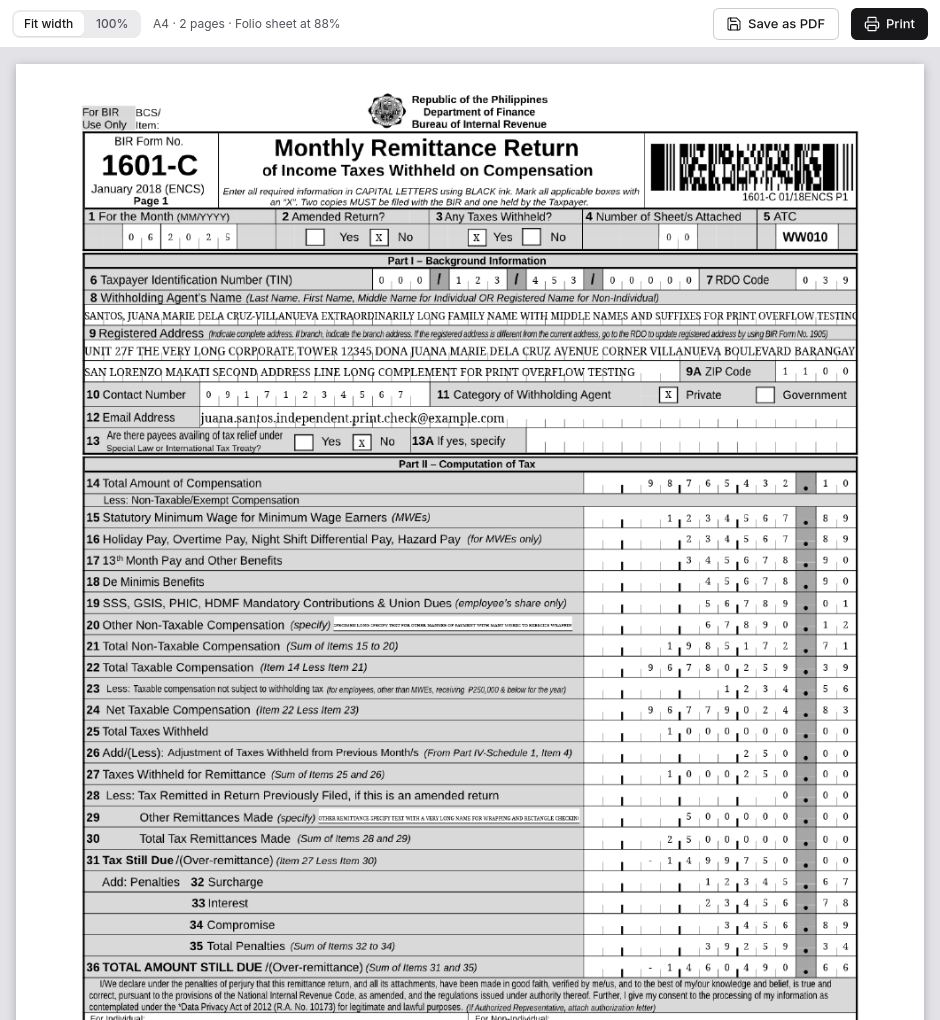 Fit width 100% A4 · 2 pages · Folio sheet at 88% Save as PDF Print
For BIR BCS/
Use Only Item:
Republic of the Philippines
Department of Finance
Bureau of Internal Revenue
BIR Form No.
1601-C
January 2018 (ENCS)
Page 1
Monthly Remittance Return
of Income Taxes Withheld on Compensation
Enter all required information in CAPITAL LETTERS using BLACK ink. Mark all applicable boxes with
an "X". Two copies MUST be filed with the BIR and one held by the Taxpayer.
1601-C 01/18ENCS P1
1 For the Month (MM/YYYY) 2 Amended Return? 3 Any Taxes Withheld? 4 Number of Sheet/s Attached 5 ATC
0 6 2 0 2 5 Yes X No X Yes No 0 0 WW010
Part I – Background Information
6 Taxpayer Identification Number (TIN) 0 0 0 / 1 2 3 / 4 5 3 / 0 0 0 0 0 7 RDO Code 0 3 9
8 Withholding Agent's Name (Last Name, First Name, Middle Name for Individual OR Registered Name for Non-Individual)
SANTOS, JUANA MARIE DELA CRUZ-VILLANUEVA EXTRAORDINARILY LONG FAMILY NAME WITH MIDDLE NAMES AND SUFFIXES FOR PRINT OVERFLOW TESTING
9 Registered Address (Indicate complete address. If branch, indicate the branch address. If the registered address is different from the current address, go to the RDO to update registered address by using BIR Form No. 1905)
UNIT 27F THE VERY LONG CORPORATE TOWER 12345 DONA JUANA MARIE DELA CRUZ AVENUE CORNER VILLANUEVA BOULEVARD BARANGAY
SAN LORENZO MAKATI SECOND ADDRESS LINE LONG COMPLEMENT FOR PRINT OVERFLOW TESTING 9A ZIP Code 1 1 0 0
10 Contact Number 0 9 1 7 1 2 3 4 5 6 7 11 Category of Withholding Agent X Private Government
12 Email Address juana.santos.independent.print.check@example.com
13 Are there payees availing of tax relief under
Special Law or International Tax Treaty? Yes X No 13A If yes, specify
Part II – Computation of Tax
14 Total Amount of Compensation 9 8 7 6 5 4 3 2 . 1 0
Less: Non-Taxable/Exempt Compensation
15 Statutory Minimum Wage for Minimum Wage Earners (MWEs) 1 2 3 4 5 6 7 . 8 9
16 Holiday Pay, Overtime Pay, Night Shift Differential Pay, Hazard Pay (for MWEs only) 2 3 4 5 6 7 . 8 9
17 13th Month Pay and Other Benefits 3 4 5 6 7 8 . 9 0
18 De Minimis Benefits 4 5 6 7 8 . 9 0
19 SSS, GSIS, PHIC, HDMF Mandatory Contributions & Union Dues (employee's share only) 5 6 7 8 9 . 0 1
20 Other Non-Taxable Compensation (specify) 6 7 8 9 0 . 1 2
21 Total Non-Taxable Compensation (Sum of Items 15 to 20) 1 9 8 5 1 7 2 . 7 1
22 Total Taxable Compensation (Item 14 Less Item 21) 9 6 7 8 0 2 5 9 . 3 9
23 Less: Taxable compensation not subject to withholding tax (for employees, other than MWEs, receiving P250,000 & below for the year) 1 2 3 4 . 5 6
24 Net Taxable Compensation (Item 22 Less Item 23) 9 6 7 7 9 0 2 4 . 8 3
25 Total Taxes Withheld 1 0 0 0 0 0 0 . 0 0
26 Add/(Less): Adjustment of Taxes Withheld from Previous Month/s (From Part IV-Schedule 1, Item 4) 2 5 0 . 0 0
27 Taxes Withheld for Remittance (Sum of Items 25 and 26) 1 0 0 0 2 5 0 . 0 0
28 Less: Tax Remitted in Return Previously Filed, if this is an amended return 0 . 0 0
29 Other Remittances Made (specify) OTHER REMITTANCE SPECIFY TEXT WITH A VERY LONG NAME FOR WRAPPING AND RECTANGLE CHECKING 5 0 0 0 0 0 . 0 0
30 Total Tax Remittances Made (Sum of Items 28 and 29) 2 5 0 0 0 0 0 . 0 0
31 Tax Still Due/(Over-remittance) (Item 27 Less Item 30) - 1 4 9 9 7 5 0 . 0 0
Add: Penalties 32 Surcharge 1 2 3 4 5 . 6 7
33 Interest 2 3 4 5 6 . 7 8
34 Compromise 3 4 5 6 . 8 9
35 Total Penalties (Sum of Items 32 to 34) 3 9 2 5 9 . 3 4
36 TOTAL AMOUNT STILL DUE /(Over-remittance) (Sum of Items 31 and 35) - 1 4 6 0 4 9 0 . 6 6
I/We declare under the penalties of perjury that this remittance return, and all its attachments, have been made in good faith, verified by me/us, and to the best of my/our knowledge and belief, is true and
correct, pursuant to the provisions of the National Internal Revenue Code, as amended, and the regulations issued under authority thereof. Further, I give my consent to the processing of my information as
contemplated under the *Data Privacy Act of 2012 (R.A. No. 10173) for legitimate and lawful purposes. (If Authorized Representative, attach authorization letter)
For Individual: For Non-Individual: